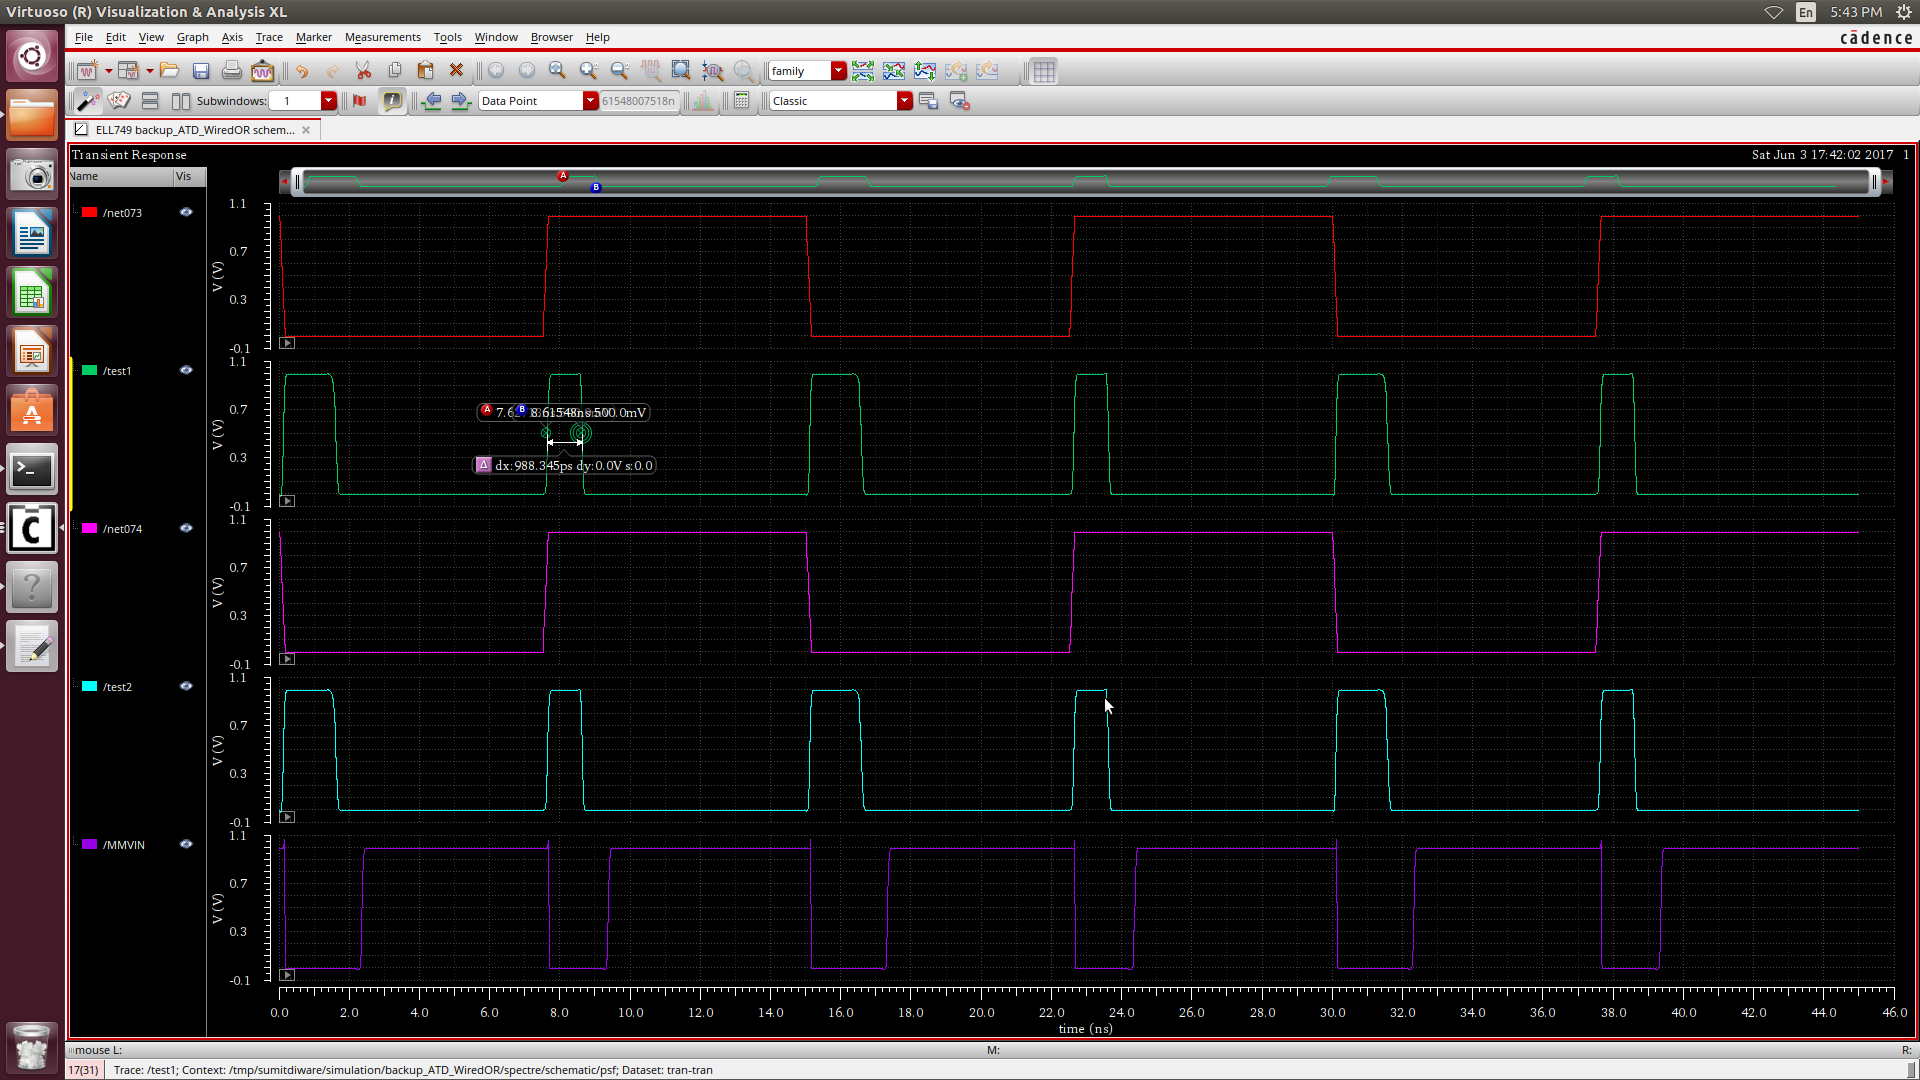 Virtuoso (R) Visualization & Analysis XL
En
5:43 PM
File Edit View Graph Axis Trace Marker Measurements Tools Window Browser Help
cādence
family
Subwindows: 1
Data Point
61548007518n
Classic
ELL749 backup_ATD_WiredOR schem...
Transient Response
Sat Jun 3 17:42:02 2017 1
Name Vis
A
B
/net073
1.1
0.7
0.3
-0.1
V (V)
/test1
1.1
0.7
0.3
-0.1
V (V)
A 7.6
B 8.61548ns 500.0mV
dx:988.345ps dy:0.0V s:0.0
/net074
1.1
0.7
0.3
-0.1
V (V)
/test2
1.1
0.7
0.3
-0.1
V (V)
/MMVIN
1.1
0.7
0.3
-0.1
V (V)
0.0 2.0 4.0 6.0 8.0 10.0 12.0 14.0 16.0 18.0 20.0 22.0 24.0 26.0 28.0 30.0 32.0 34.0 36.0 38.0 40.0 42.0 44.0 46.0
time (ns)
mouse L: M: R:
17(31) Trace: /test1; Context: /tmp/sumitdiware/simulation/backup_ATD_WiredOR/spectre/schematic/psf; Dataset: tran-tran